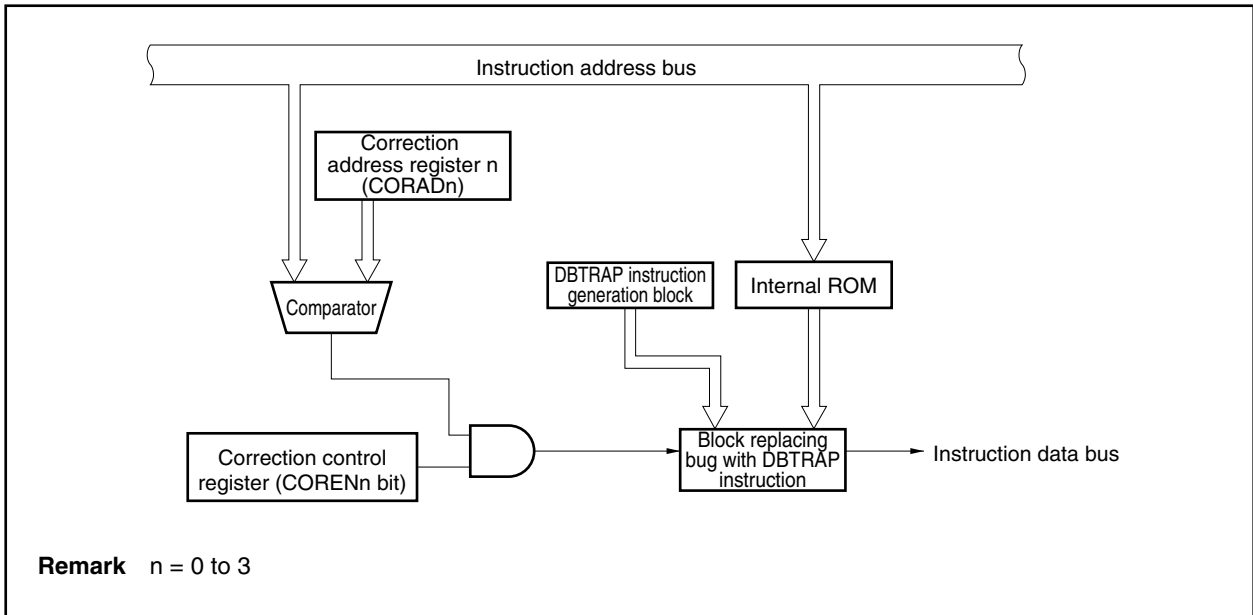 Instruction address bus
Correction
address register n
(CORADn)
Comparator
DBTRAP instruction
generation block
Internal ROM
Correction control
register (CORENn bit)
Block replacing
bug with DBTRAP
instruction
Instruction data bus
Remark n = 0 to 3